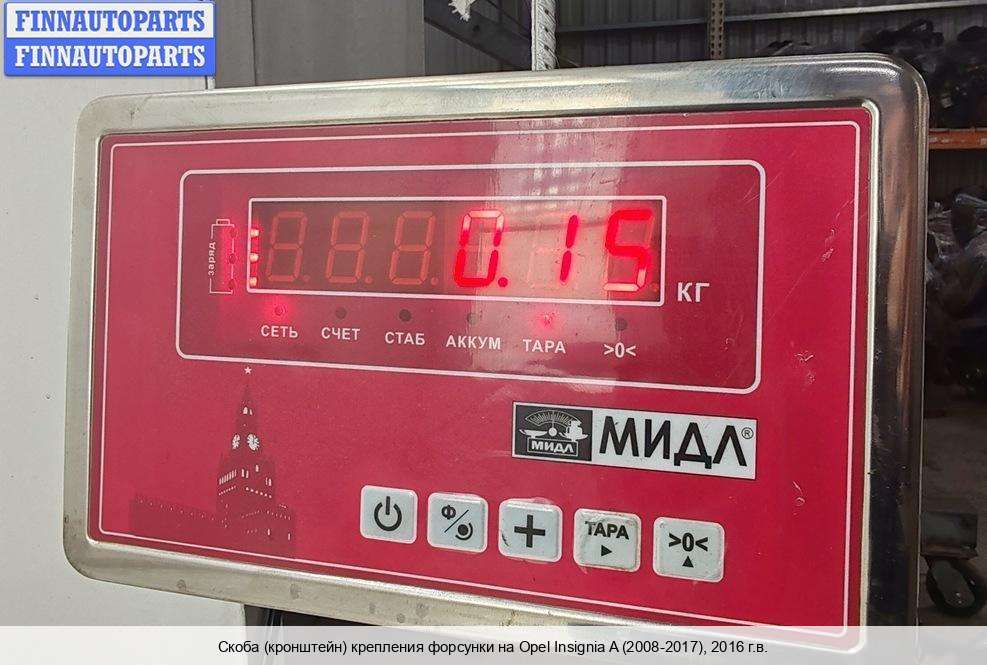 FINNAUTOPARTS
FINNAUTOPARTS
заряд
0.15
КГ
СЕТЬ СЧЕТ СТАБ АККУМ ТАРА >0<
МИДЛ МИДЛ®
Ф/ + ТАРА >0<
Скоба (кронштейн) крепления форсунки на Opel Insignia A (2008-2017), 2016 г.в.